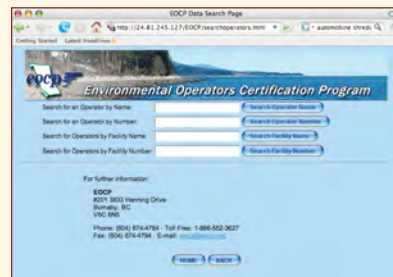 EOCP Data Search Page
http://24.81.245.127/EOCP/searchoperators.html
automobine shreds
Getting Started Latest Headlines
eocp
Environmental Operators Certification Program
Search for an Operator by Name: Search Operator Name
Search for an Operator by Number: Search Operator Number
Search for Operators by Facility Name: Search Facility Name
Search for Operators by Facility Number: Search Facility Number
For further information:
EOCP
#201 3833 Henning Drive
Burnaby, BC
V5C 6N5
Phone: (604) 874-4784 - Toll Free: 1-866-552-3627
Fax: (604) 874-4794 - E-mail:
HOME BACK